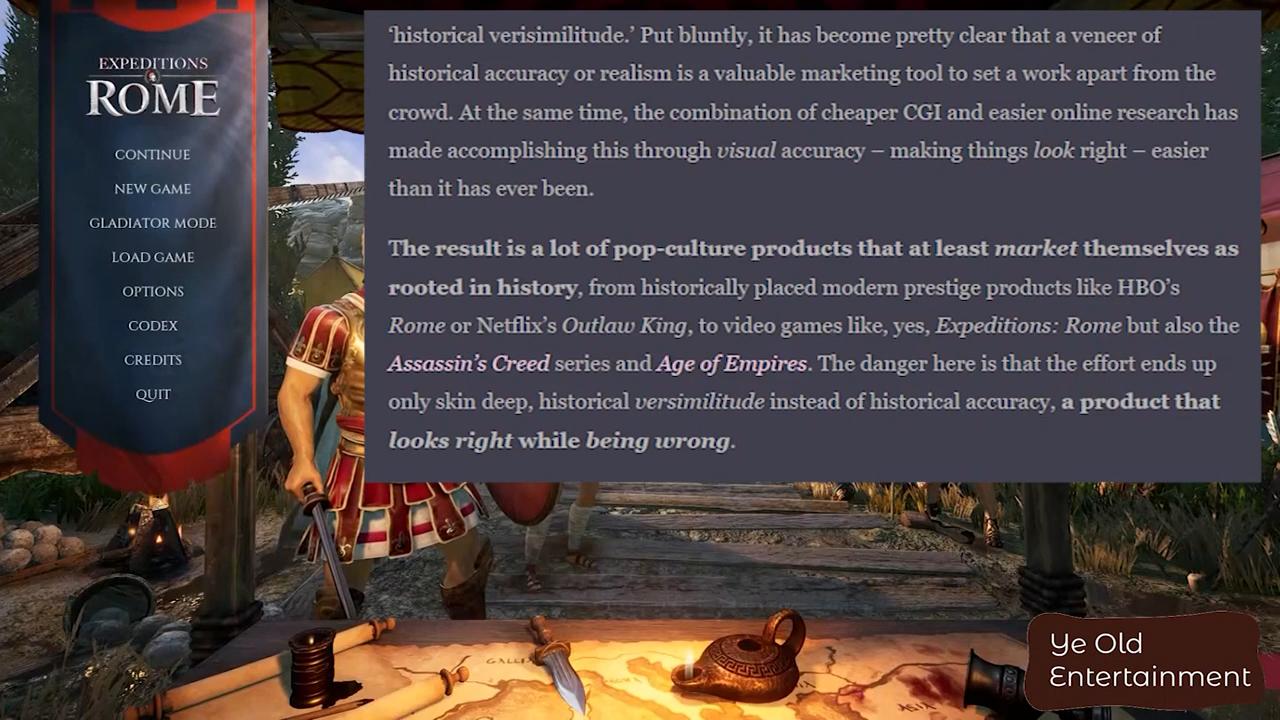 EXPEDITIONS
ROME
CONTINUE
NEW GAME
GLADIATOR MODE
LOAD GAME
OPTIONS
CODEX
CREDITS
QUIT
‘historical verisimilitude.’ Put bluntly, it has become pretty clear that a veneer of
historical accuracy or realism is a valuable marketing tool to set a work apart from the
crowd. At the same time, the combination of cheaper CGI and easier online research has
made accomplishing this through visual accuracy – making things look right – easier
than it has ever been.
The result is a lot of pop-culture products that at least market themselves as
rooted in history, from historically placed modern prestige products like HBO’s
Rome or Netflix’s Outlaw King, to video games like, yes, Expeditions: Rome but also the
Assassin’s Creed series and Age of Empires. The danger here is that the effort ends up
only skin deep, historical versimilitude instead of historical accuracy, a product that
looks right while being wrong.
ASIA
Ye Old
Entertainment